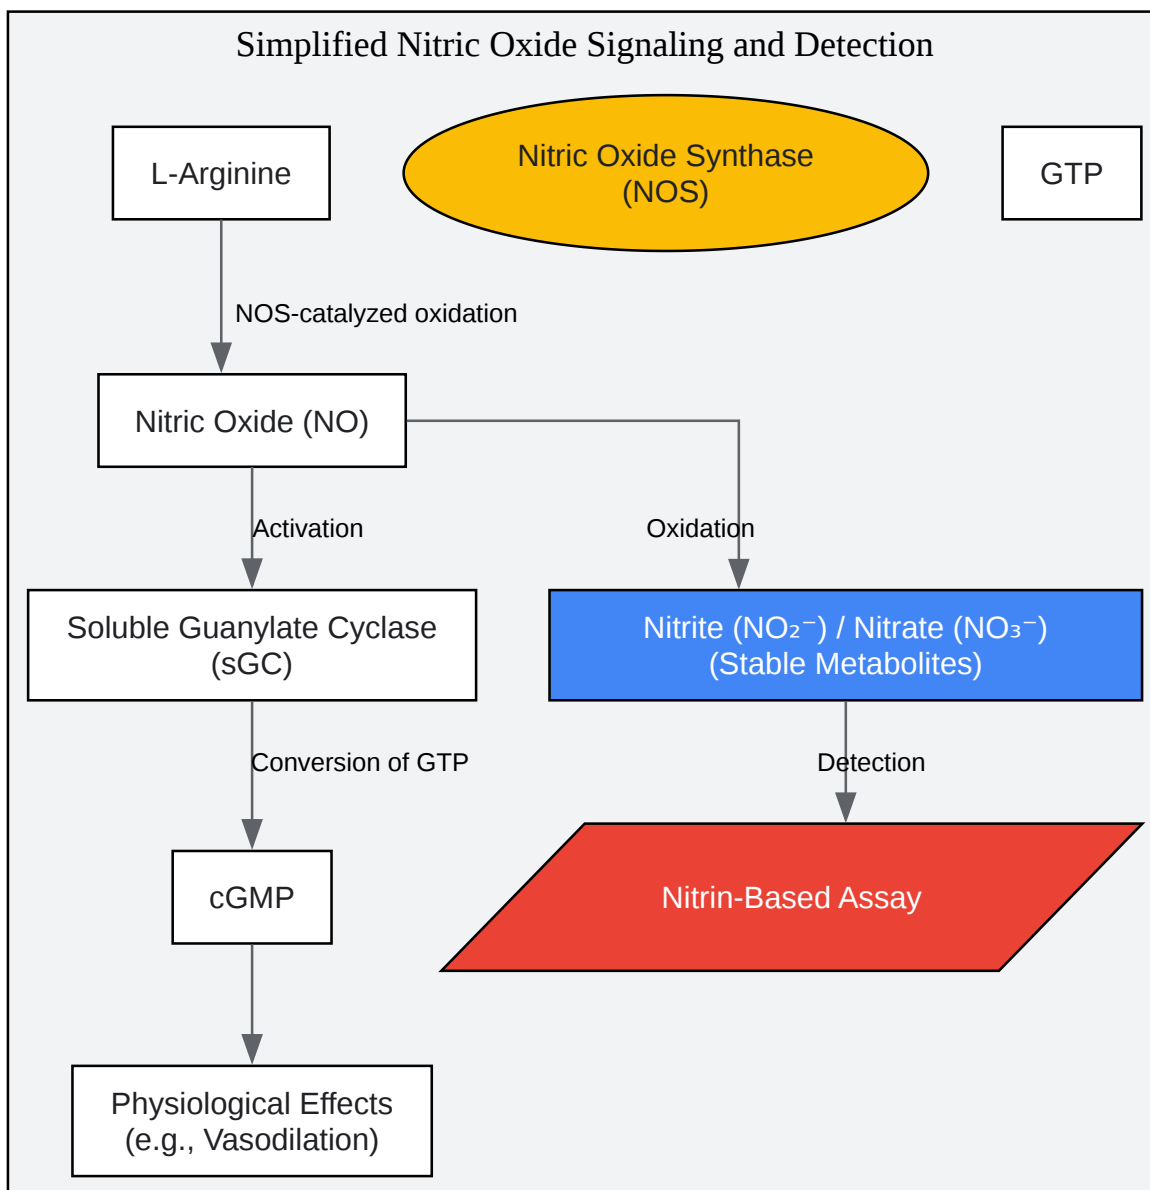 Simplified Nitric Oxide Signaling and Detection
L-Arginine
Nitric Oxide Synthase
(NOS)
GTP
NOS-catalyzed oxidation
Nitric Oxide (NO)
Activation
Oxidation
Soluble Guanylate Cyclase
(sGC)
Nitrite (NO₂⁻) / Nitrate (NO₃⁻)
(Stable Metabolites)
Conversion of GTP
Detection
cGMP
Nitrin-Based Assay
Physiological Effects
(e.g., Vasodilation)